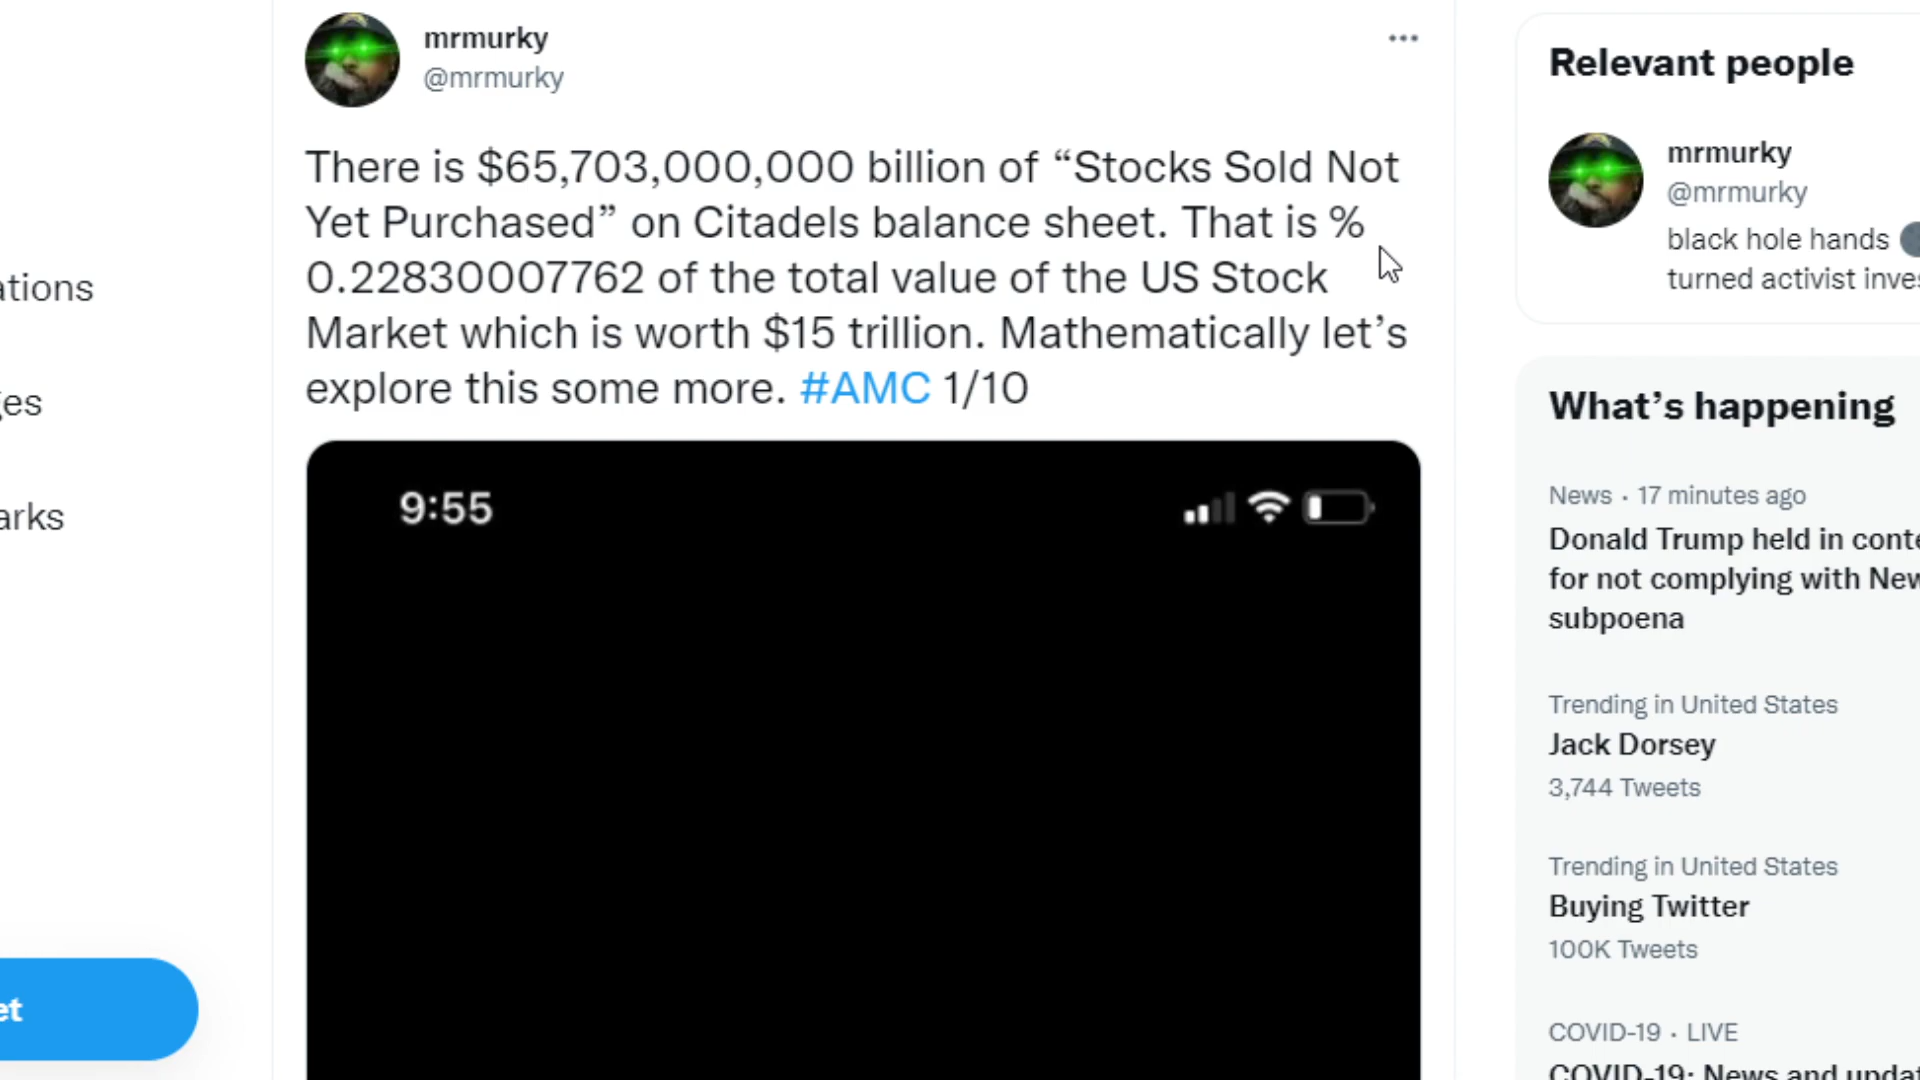 mrmurky
@mrmurky
There is $65,703,000,000 billion of “Stocks Sold Not
Yet Purchased” on Citadels balance sheet. That is %
0.22830007762 of the total value of the US Stock
Market which is worth $15 trillion. Mathematically let’s
explore this some more. #AMC 1/10
9:55
ations
ges
arks
et
Relevant people
mrmurky
@mrmurky
black hole hands
turned activist inves
What’s happening
News · 17 minutes ago
Donald Trump held in conte
for not complying with New
subpoena
Trending in United States
Jack Dorsey
3,744 Tweets
Trending in United States
Buying Twitter
100K Tweets
COVID-19 · LIVE
COVID-19: News and updat